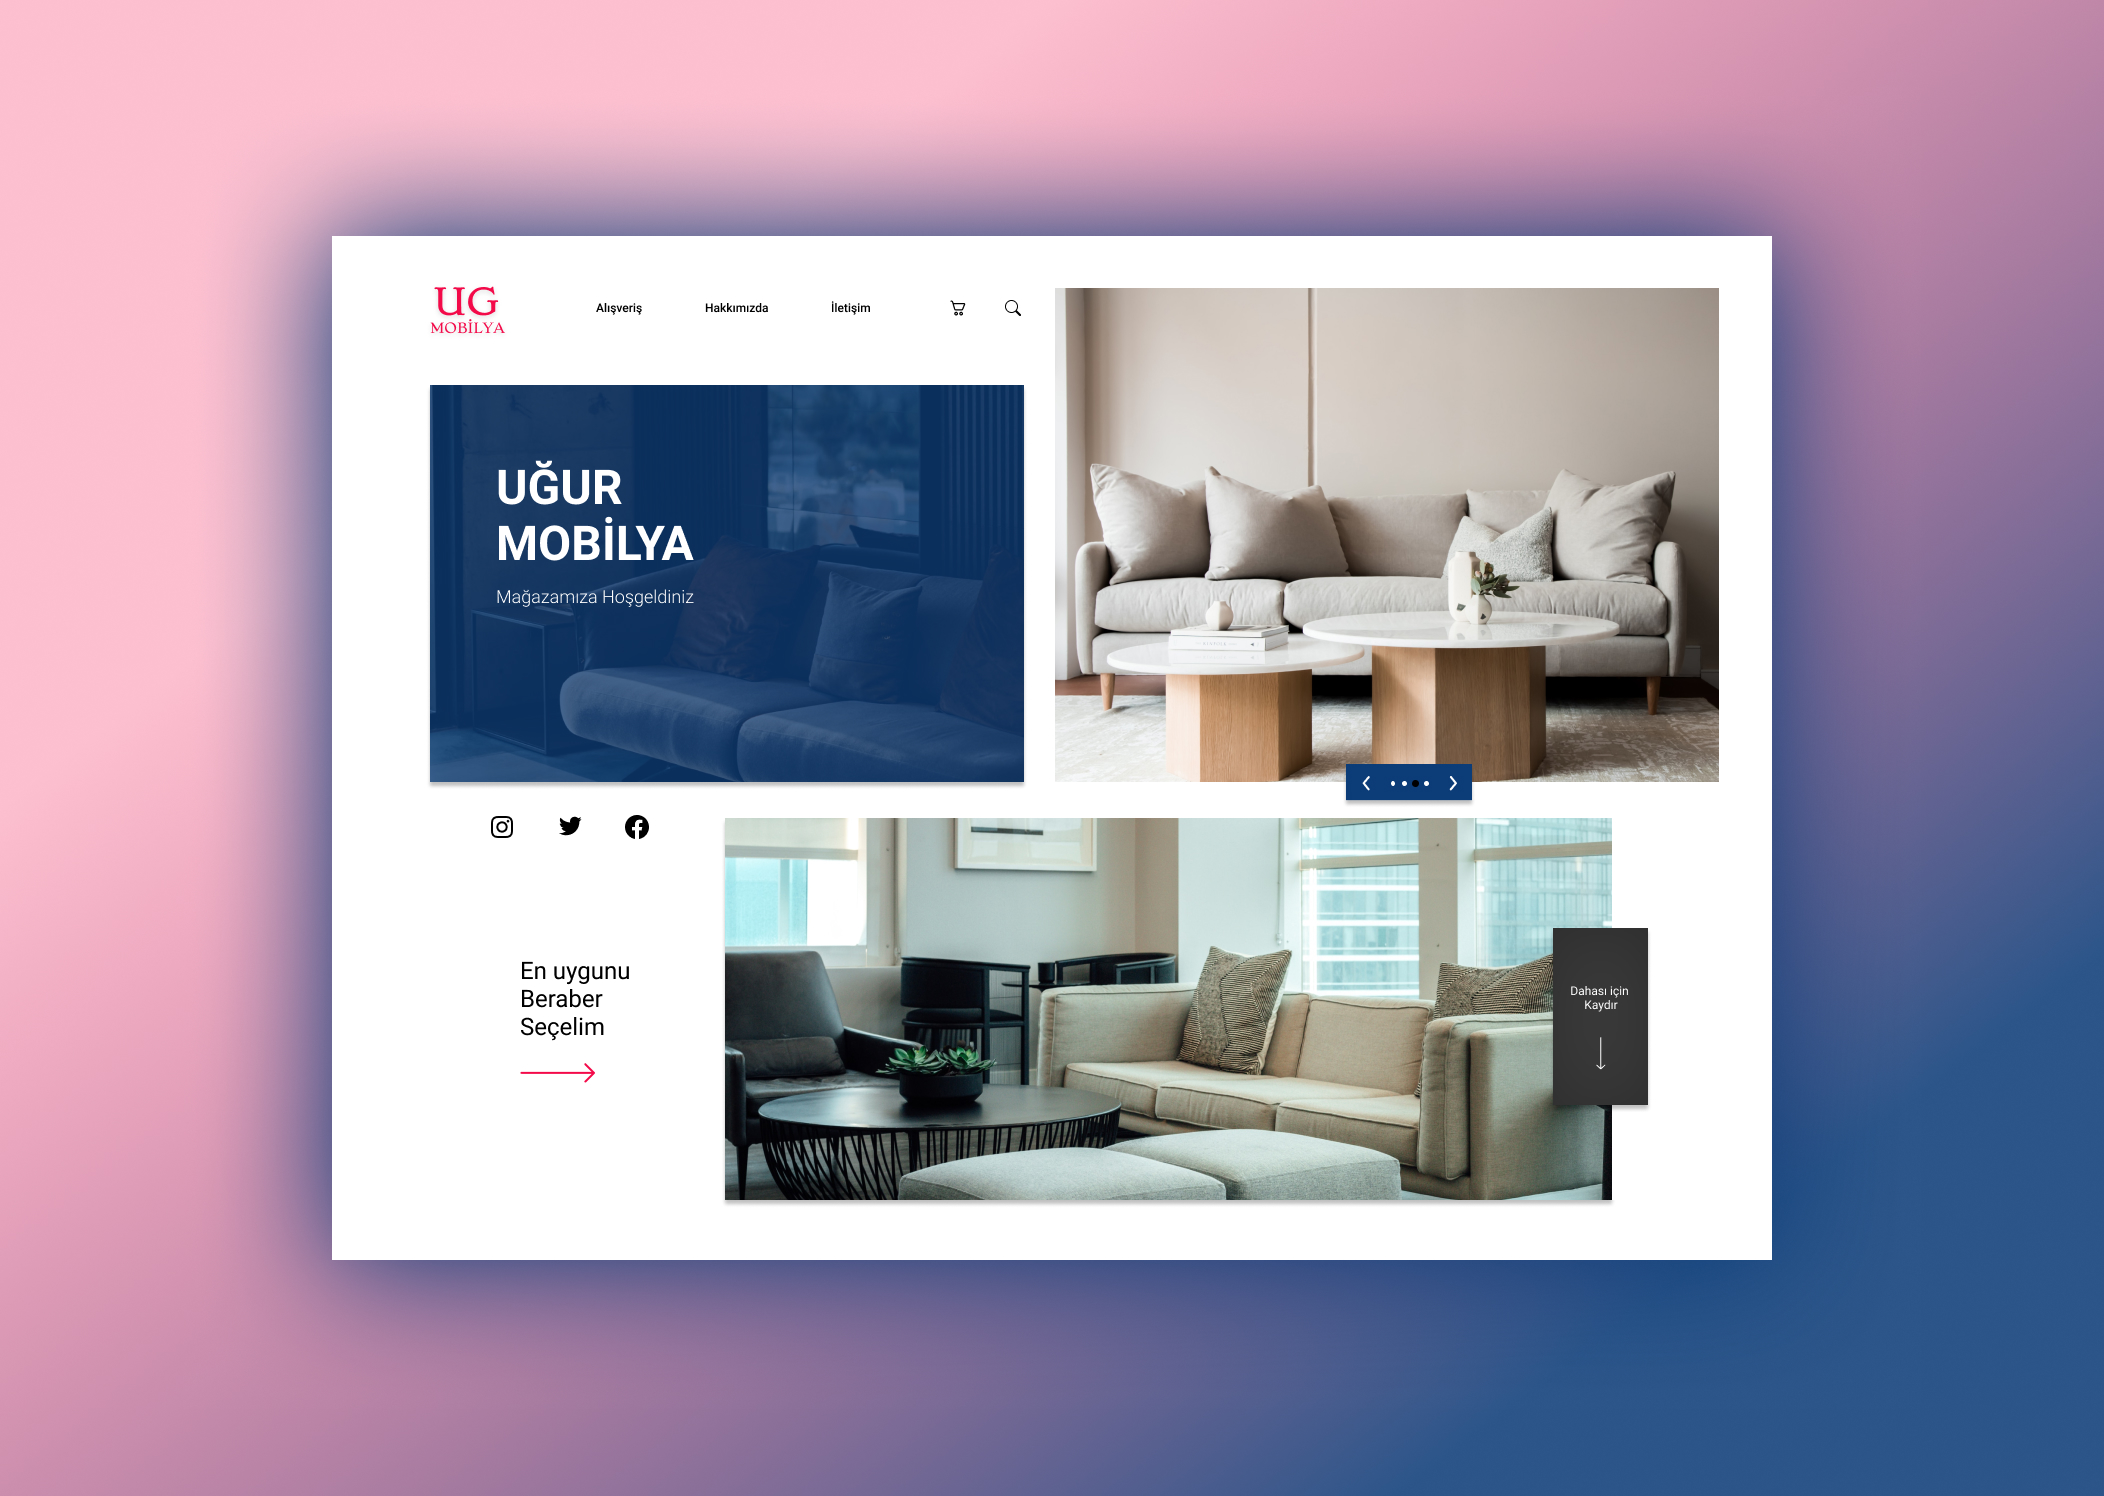 UG
MOBİLYA
Alışveriş
Hakkımızda
İletişim
UĞUR
MOBİLYA
Mağazamıza Hoşgeldiniz
En uygunu
Beraber
Seçelim
Dahası için
Kaydır